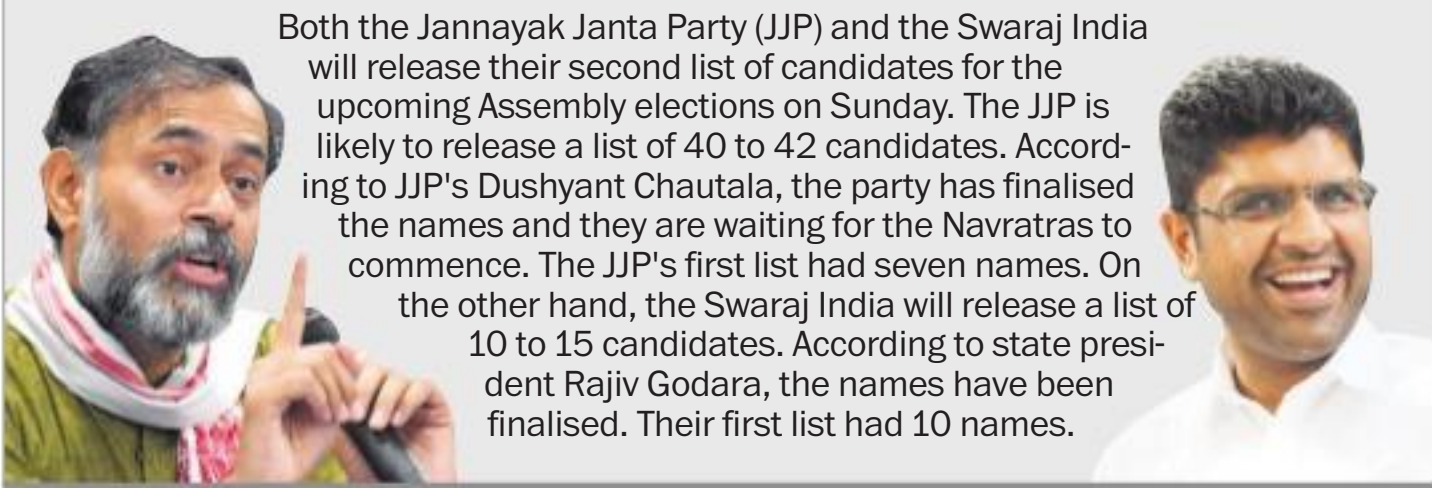 Both the Jannayak Janta Party (JJP) and the Swaraj India
will release their second list of candidates for the
upcoming Assembly elections on Sunday. The JJP is
likely to release a list of 40 to 42 candidates. Accord-
ing to JJP's Dushyant Chautala, the party has finalised
the names and they are waiting for the Navratras to
commence. The JJP's first list had seven names. On
the other hand, the Swaraj India will release a list of
10 to 15 candidates. According to state presi-
dent Rajiv Godara, the names have been
finalised. Their first list had 10 names.